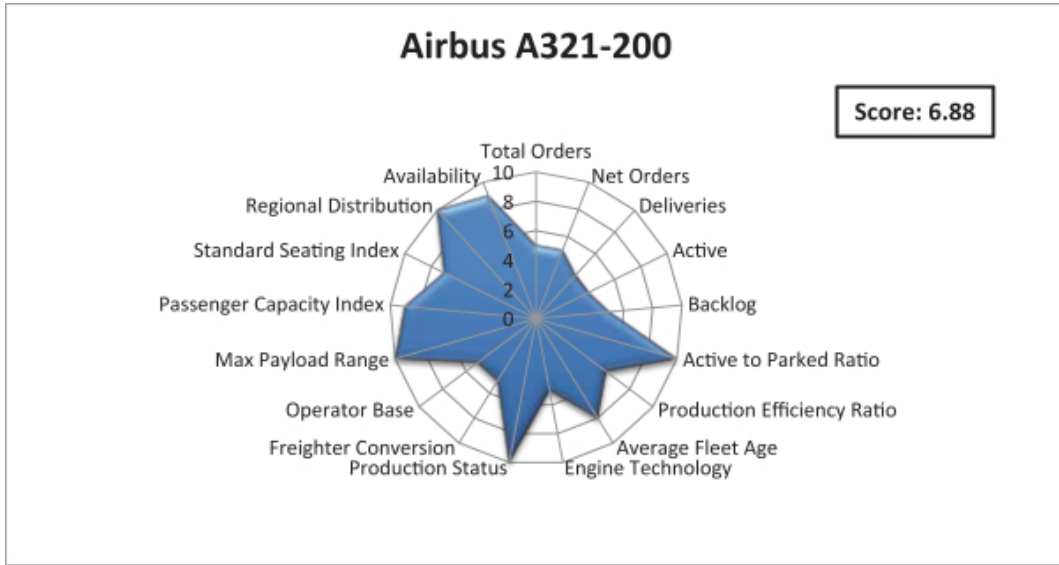 Airbus A321-200
Score: 6.88
Total Orders
Net Orders
Deliveries
Active
Backlog
Active to Parked Ratio
Production Efficiency Ratio
Average Fleet Age
Engine Technology
Production Status
Freighter Conversion
Operator Base
Max Payload Range
Passenger Capacity Index
Standard Seating Index
Regional Distribution
Availability
10
8
6
4
2
0